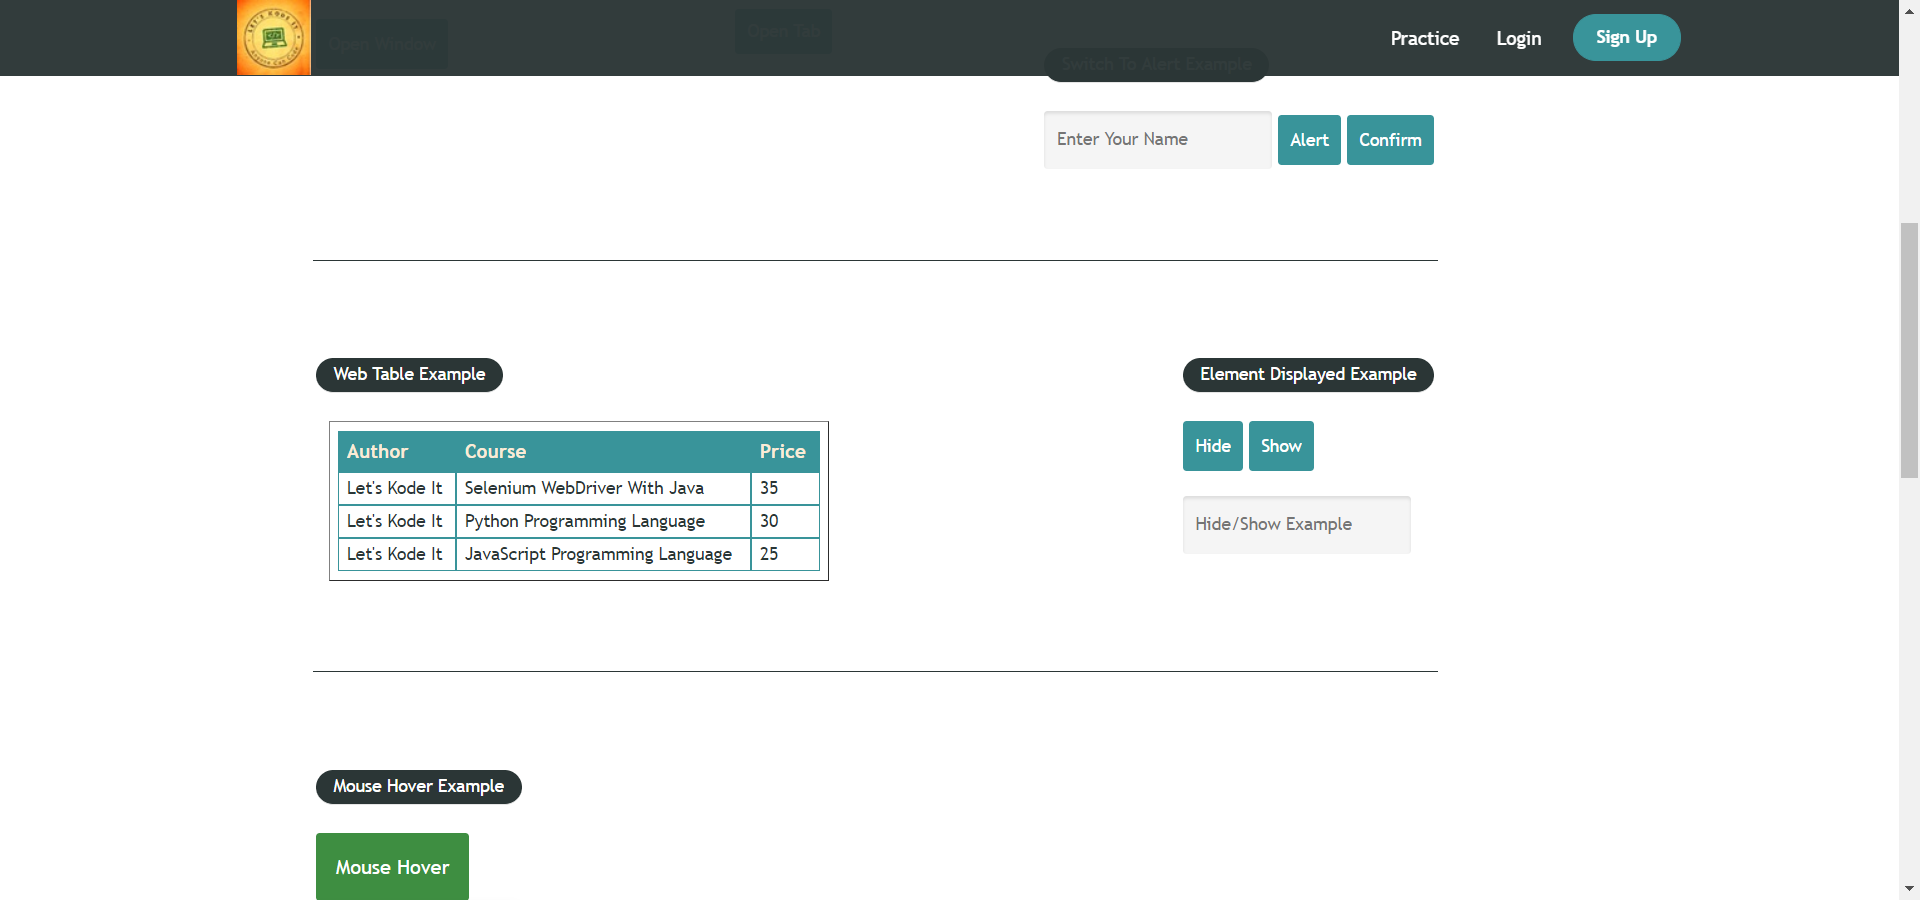 Open Window
Open Tab
Practice
Login
Sign Up
Switch To Alert Example
Enter Your Name
Alert
Confirm
Web Table Example
Element Displayed Example
Author Course Price
Let's Kode It Selenium WebDriver With Java 35
Let's Kode It Python Programming Language 30
Let's Kode It JavaScript Programming Language 25
Hide
Show
Hide/Show Example
Mouse Hover Example
Mouse Hover